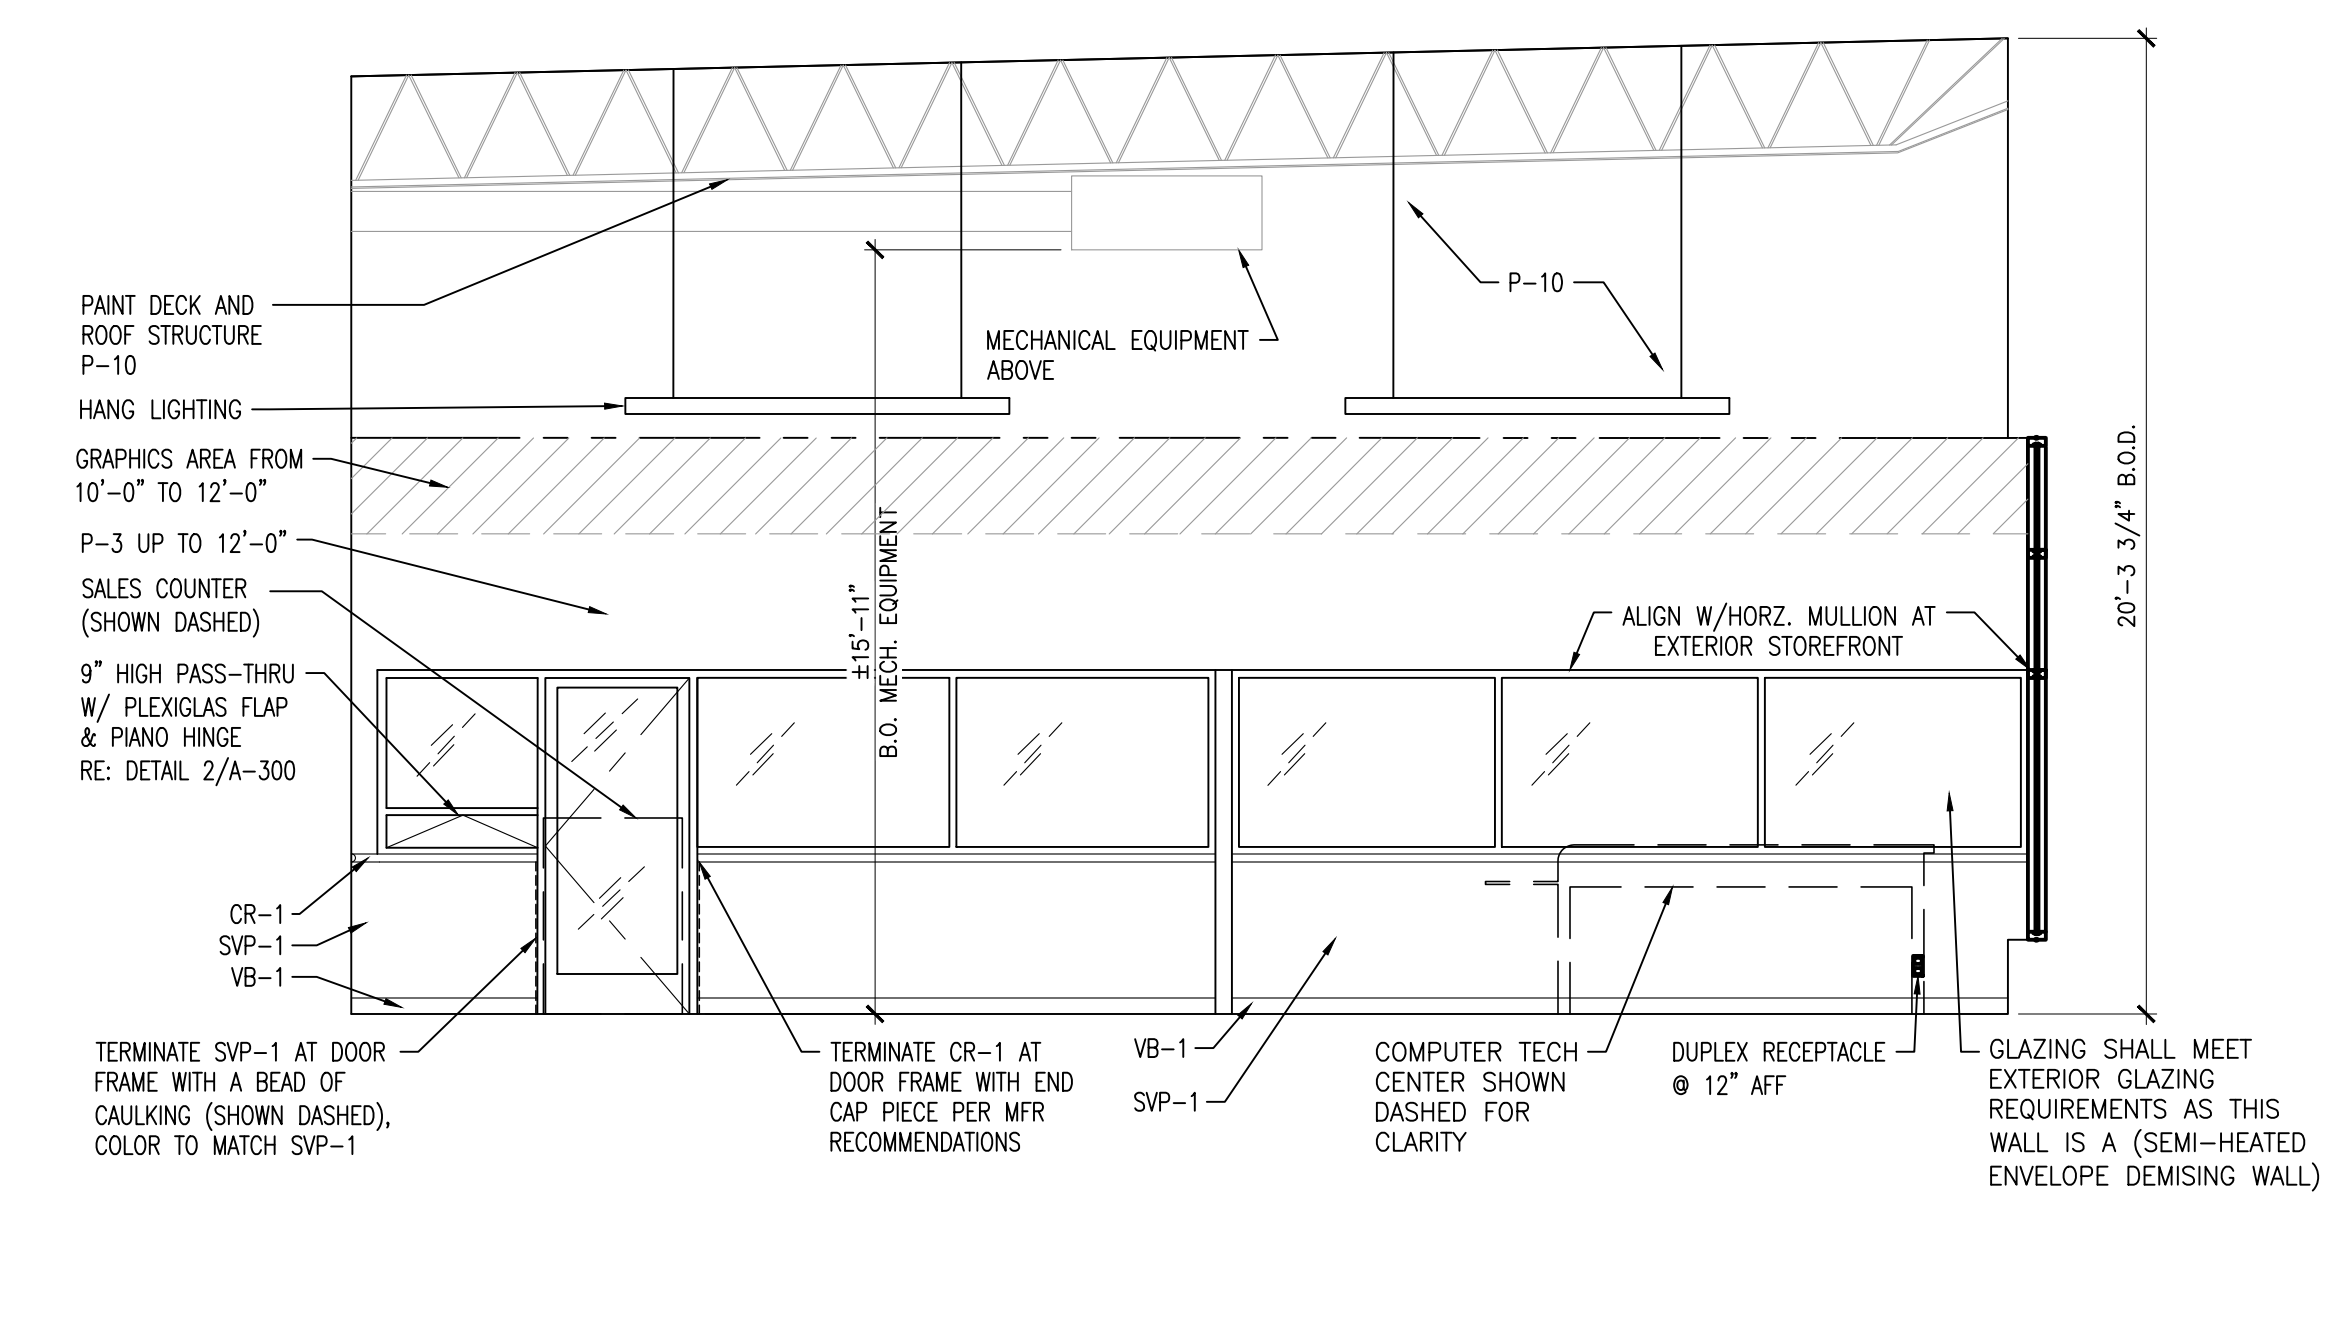 PAINT DECK AND
ROOF STRUCTURE
P-10
HANG LIGHTING
GRAPHICS AREA FROM
10'-0" TO 12'-0"
P-3 UP TO 12'-0"
SALES COUNTER
(SHOWN DASHED)
9" HIGH PASS-THRU
W/ PLEXIGLAS FLAP
& PIANO HINGE
RE: DETAIL 2/A-300
CR-1
SVP-1
VB-1
TERMINATE SVP-1 AT DOOR
FRAME WITH A BEAD OF
CAULKING (SHOWN DASHED),
COLOR TO MATCH SVP-1
MECHANICAL EQUIPMENT
ABOVE
P-10
±15'-11"
B.O. MECH. EQUIPMENT
ALIGN W/HORZ. MULLION AT
EXTERIOR STOREFRONT
20'-3 3/4" B.O.D.
TERMINATE CR-1 AT
DOOR FRAME WITH END
CAP PIECE PER MFR
RECOMMENDATIONS
VB-1
SVP-1
COMPUTER TECH
CENTER SHOWN
DASHED FOR
CLARITY
DUPLEX RECEPTACLE
@ 12" AFF
GLAZING SHALL MEET
EXTERIOR GLAZING
REQUIREMENTS AS THIS
WALL IS A (SEMI-HEATED
ENVELOPE DEMISING WALL)